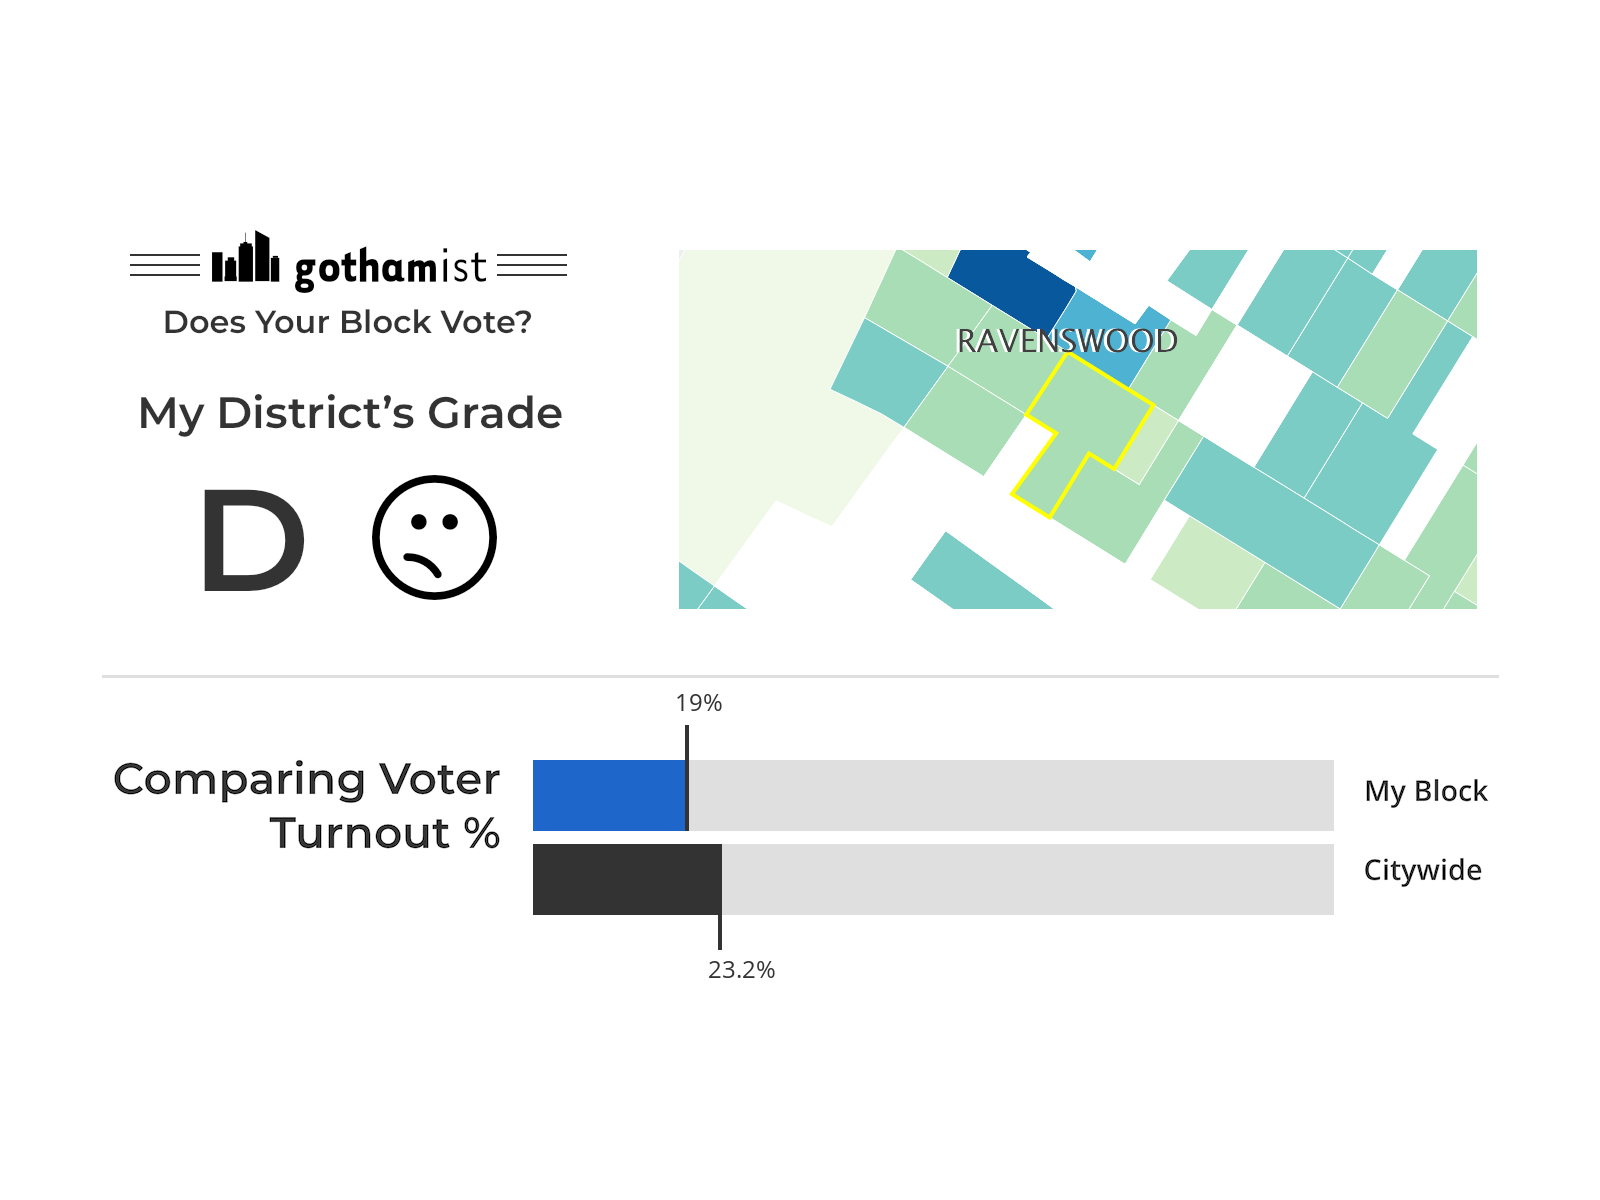 gothamist
Does Your Block Vote?
My District's Grade
D
RAVENSWOOD
19%
Comparing Voter
Turnout %
My Block
Citywide
23.2%